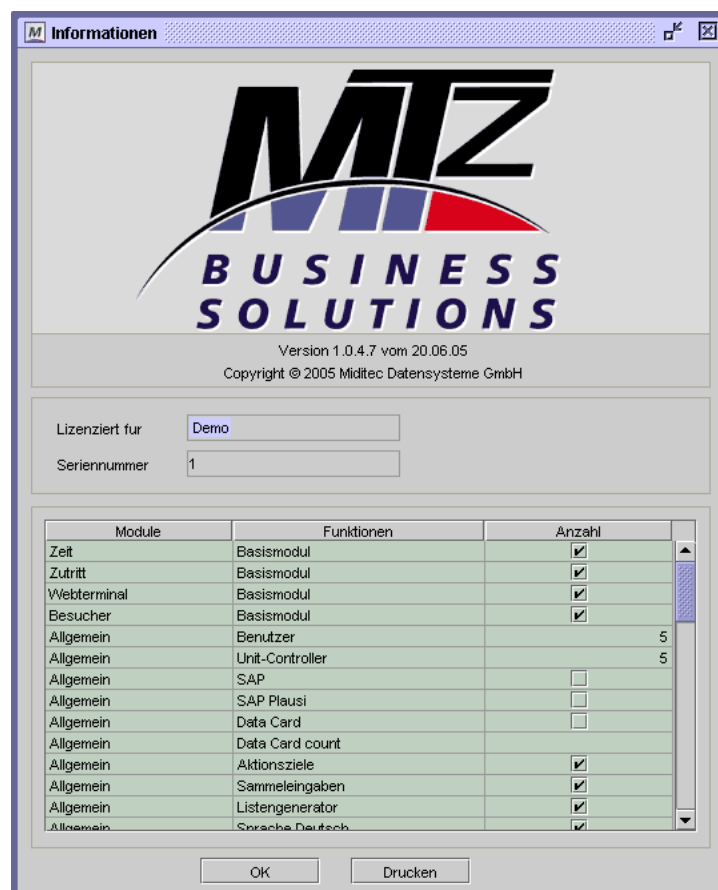 M Informationen
MTZ
BUSINESS
SOLUTIONS
Version 1.0.4.7 vom 20.06.05
Copyright © 2005 Miditec Datensysteme GmbH
Lizenziert fur Demo
Seriennummer 1
Module Funktionen Anzahl
Zeit Basismodul
Zutritt Basismodul
Webterminal Basismodul
Besucher Basismodul
Allgemein Benutzer 5
Allgemein Unit-Controller 5
Allgemein SAP
Allgemein SAP Plausi
Allgemein Data Card
Allgemein Data Card count
Allgemein Aktionsziele
Allgemein Sammeleingaben
Allgemein Listengenerator
Allgemein Sprache Deutsch
OK Drucken